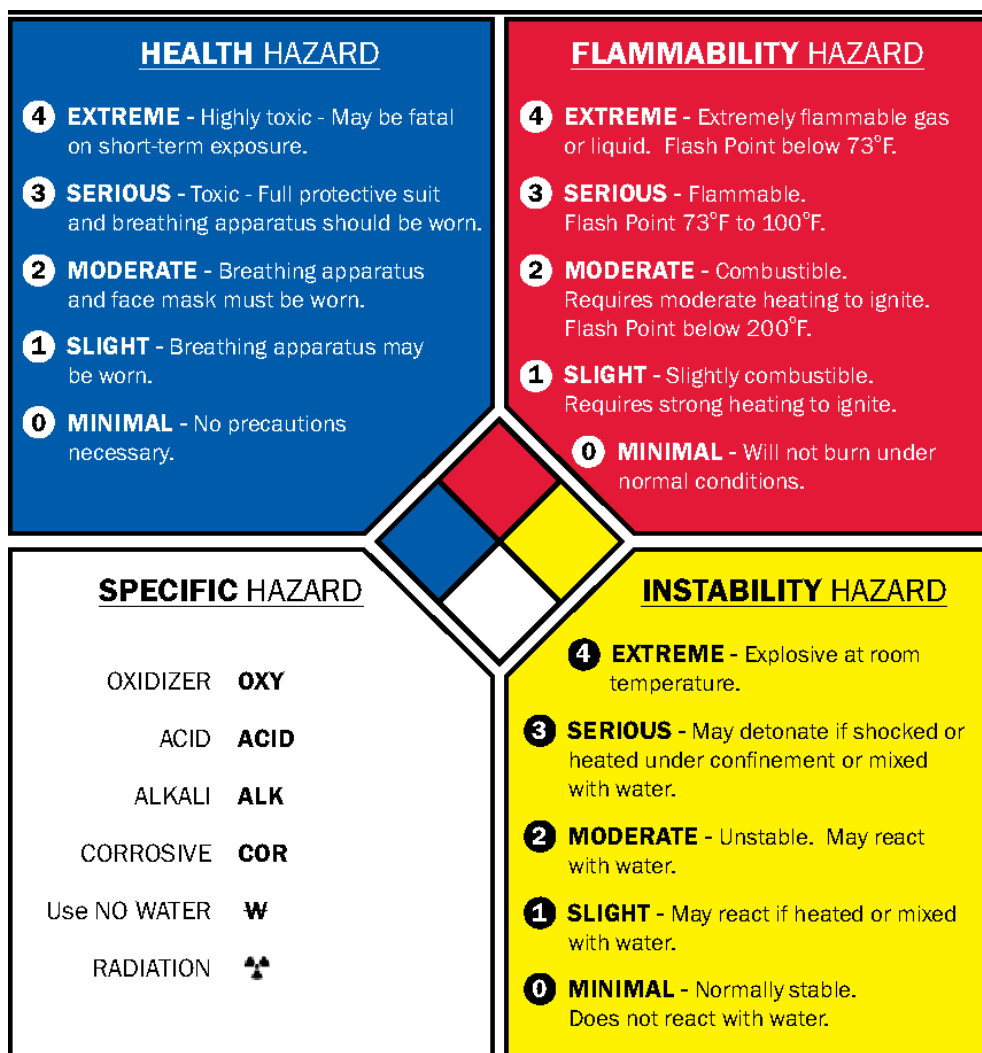 HEALTH HAZARD
4 EXTREME - Highly toxic - May be fatal
on short-term exposure.
3 SERIOUS - Toxic - Full protective suit
and breathing apparatus should be worn.
2 MODERATE - Breathing apparatus
and face mask must be worn.
1 SLIGHT - Breathing apparatus may
be worn.
0 MINIMAL - No precautions
necessary.
FLAMMABILITY HAZARD
4 EXTREME - Extremely flammable gas
or liquid. Flash Point below 73°F.
3 SERIOUS - Flammable.
Flash Point 73°F to 100°F.
2 MODERATE - Combustible.
Requires moderate heating to ignite.
Flash Point below 200°F.
1 SLIGHT - Slightly combustible.
Requires strong heating to ignite.
0 MINIMAL - Will not burn under
normal conditions.
SPECIFIC HAZARD
OXIDIZER OXY
ACID ACID
ALKALI ALK
CORROSIVE COR
Use NO WATER W̶
RADIATION ☢
INSTABILITY HAZARD
4 EXTREME - Explosive at room
temperature.
3 SERIOUS - May detonate if shocked or
heated under confinement or mixed
with water.
2 MODERATE - Unstable. May react
with water.
1 SLIGHT - May react if heated or mixed
with water.
0 MINIMAL - Normally stable.
Does not react with water.